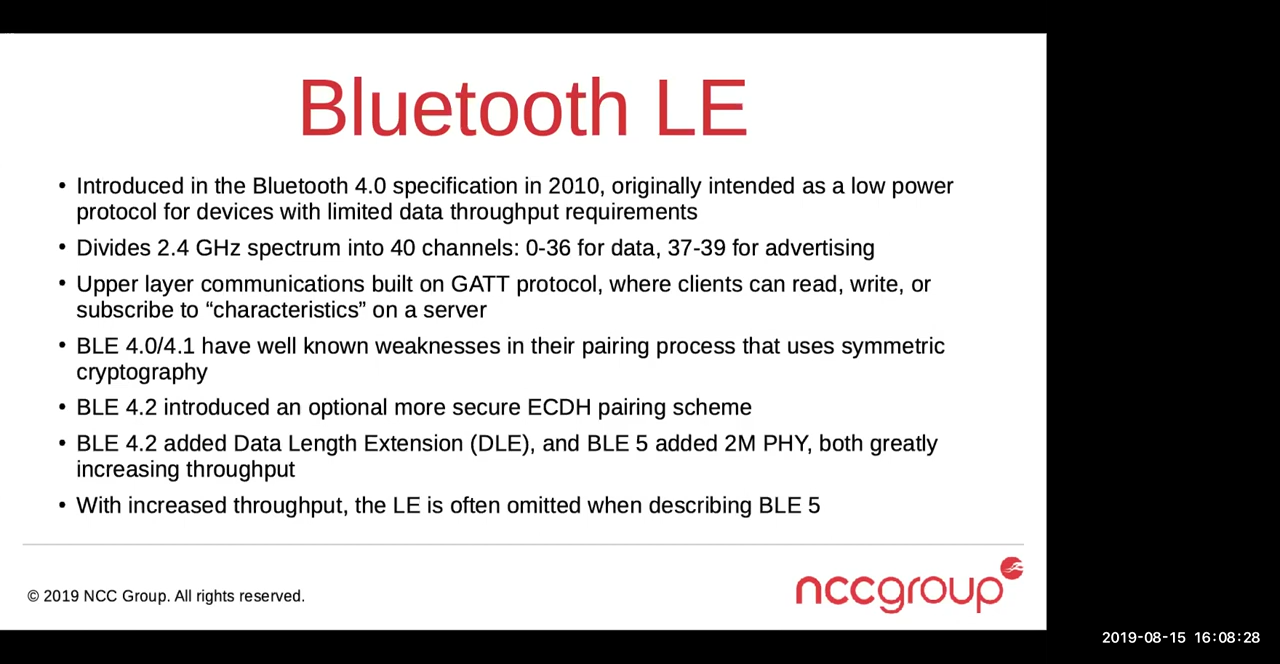 Bluetooth LE
• Introduced in the Bluetooth 4.0 specification in 2010, originally intended as a low power
protocol for devices with limited data throughput requirements
• Divides 2.4 GHz spectrum into 40 channels: 0-36 for data, 37-39 for advertising
• Upper layer communications built on GATT protocol, where clients can read, write, or
subscribe to “characteristics” on a server
• BLE 4.0/4.1 have well known weaknesses in their pairing process that uses symmetric
cryptography
• BLE 4.2 introduced an optional more secure ECDH pairing scheme
• BLE 4.2 added Data Length Extension (DLE), and BLE 5 added 2M PHY, both greatly
increasing throughput
• With increased throughput, the LE is often omitted when describing BLE 5
© 2019 NCC Group. All rights reserved.
nccgroup
2019-08-15 16:08:28